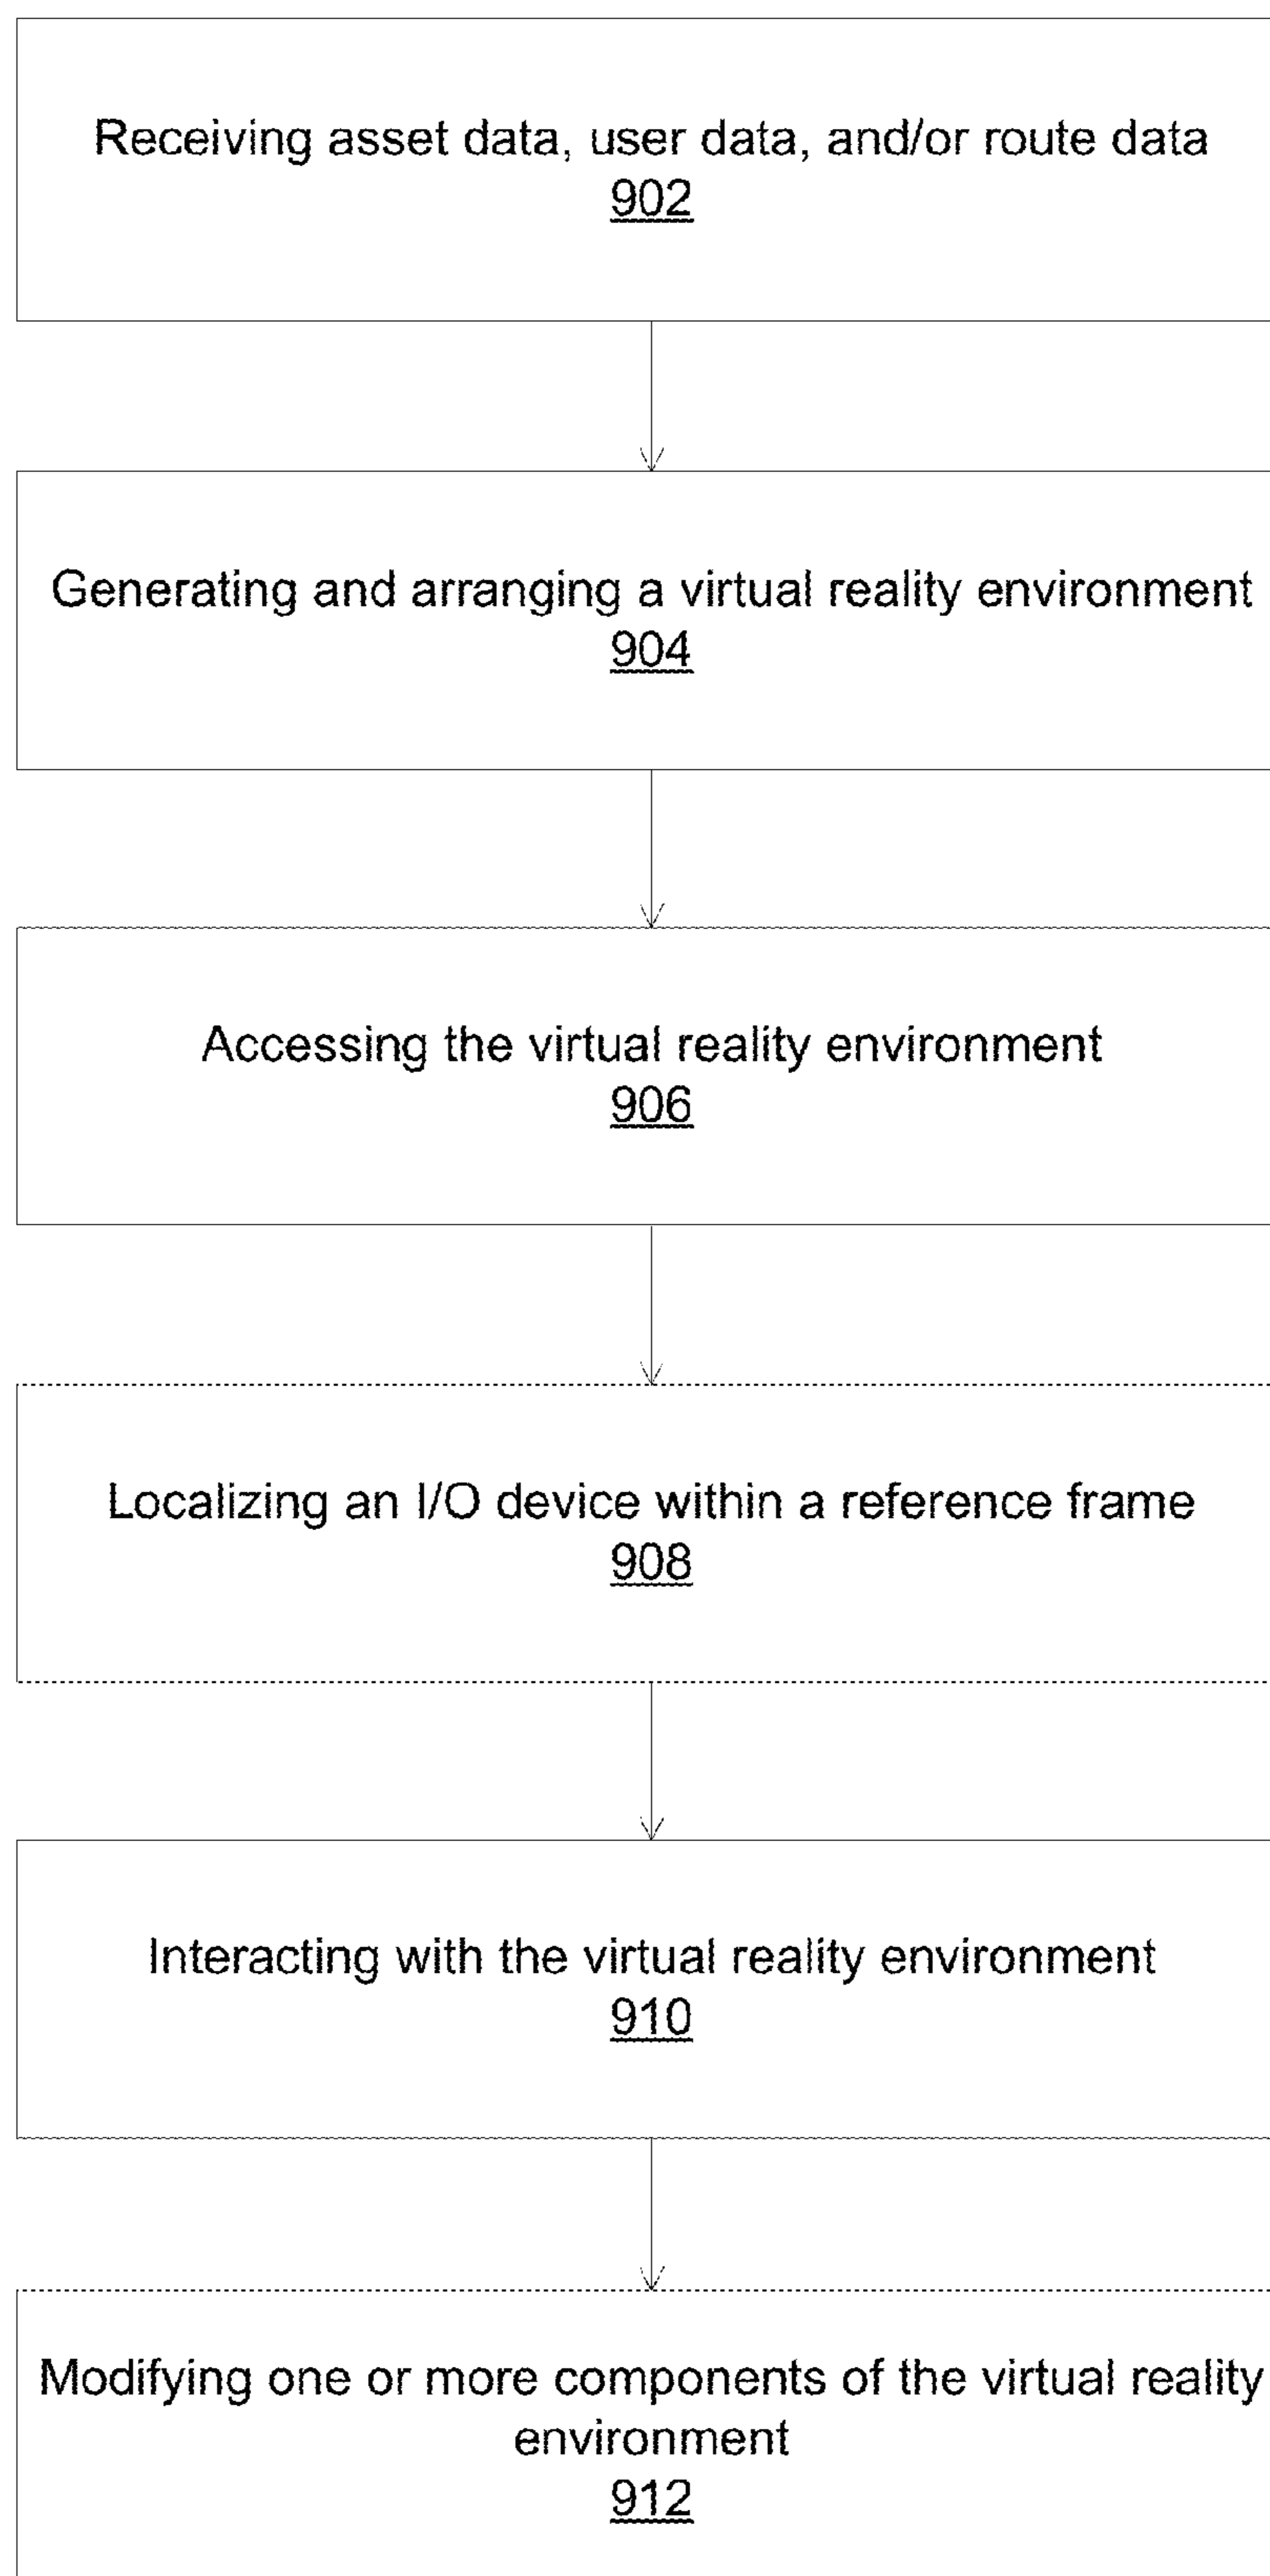 Receiving asset data, user data, and/or route data
902
Generating and arranging a virtual reality environment
904
Accessing the virtual reality environment
906
Localizing an I/O device within a reference frame
908
Interacting with the virtual reality environment
910
Modifying one or more components of the virtual reality
environment
912